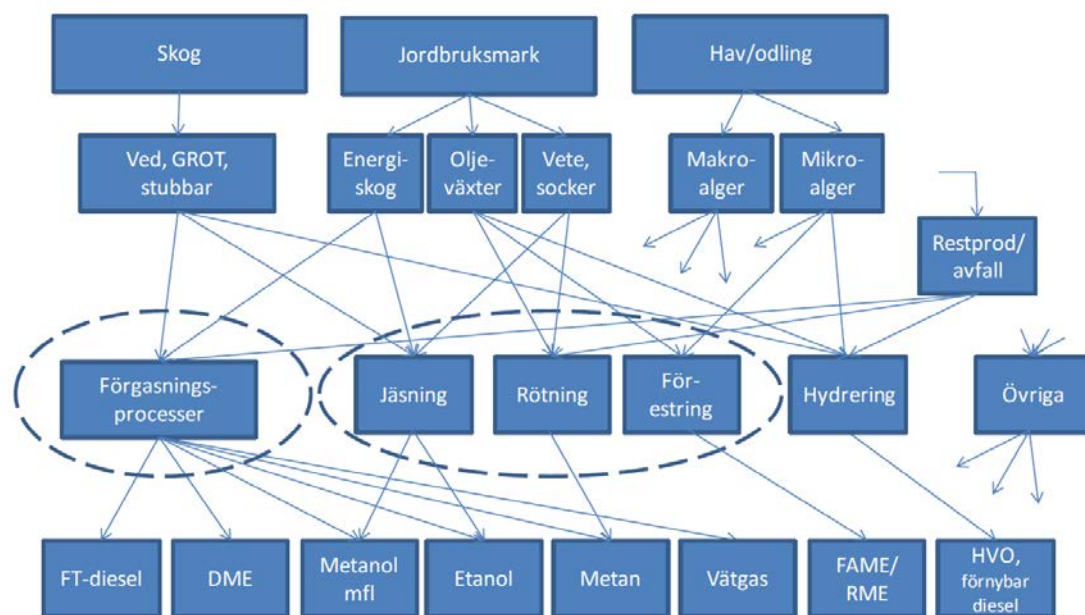 Skog
Jordbruksmark
Hav/odling
Ved, GROT,
stubbar
Energi-
skog
Olje-
växter
Vete,
socker
Makro-
alger
Mikro-
alger
Restprod/
avfall
Förgasnings-
processer
Jäsning
Rötning
För-
estring
Hydrering
Övriga
FT-diesel
DME
Metanol
mfl
Etanol
Metan
Vätgas
FAME/
RME
HVO,
förnybar
diesel